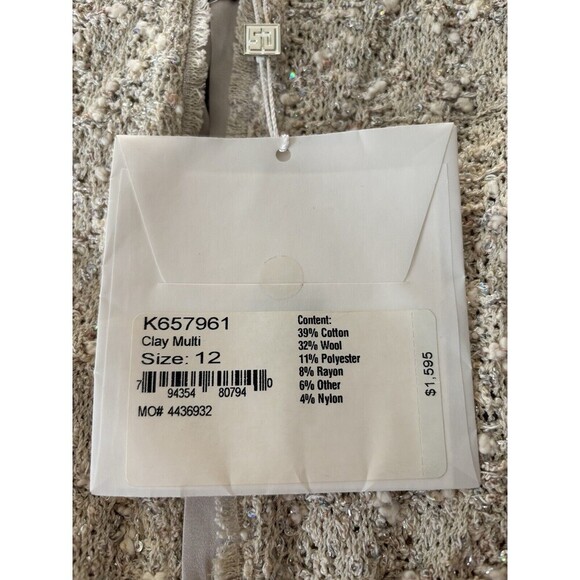 K657961
Clay Multi
Size: 12
7 94354 80794 0
MO# 4436932
Content:
39% Cotton
32% Wool
11% Polyester
8% Rayon
6% Other
4% Nylon
$1,595